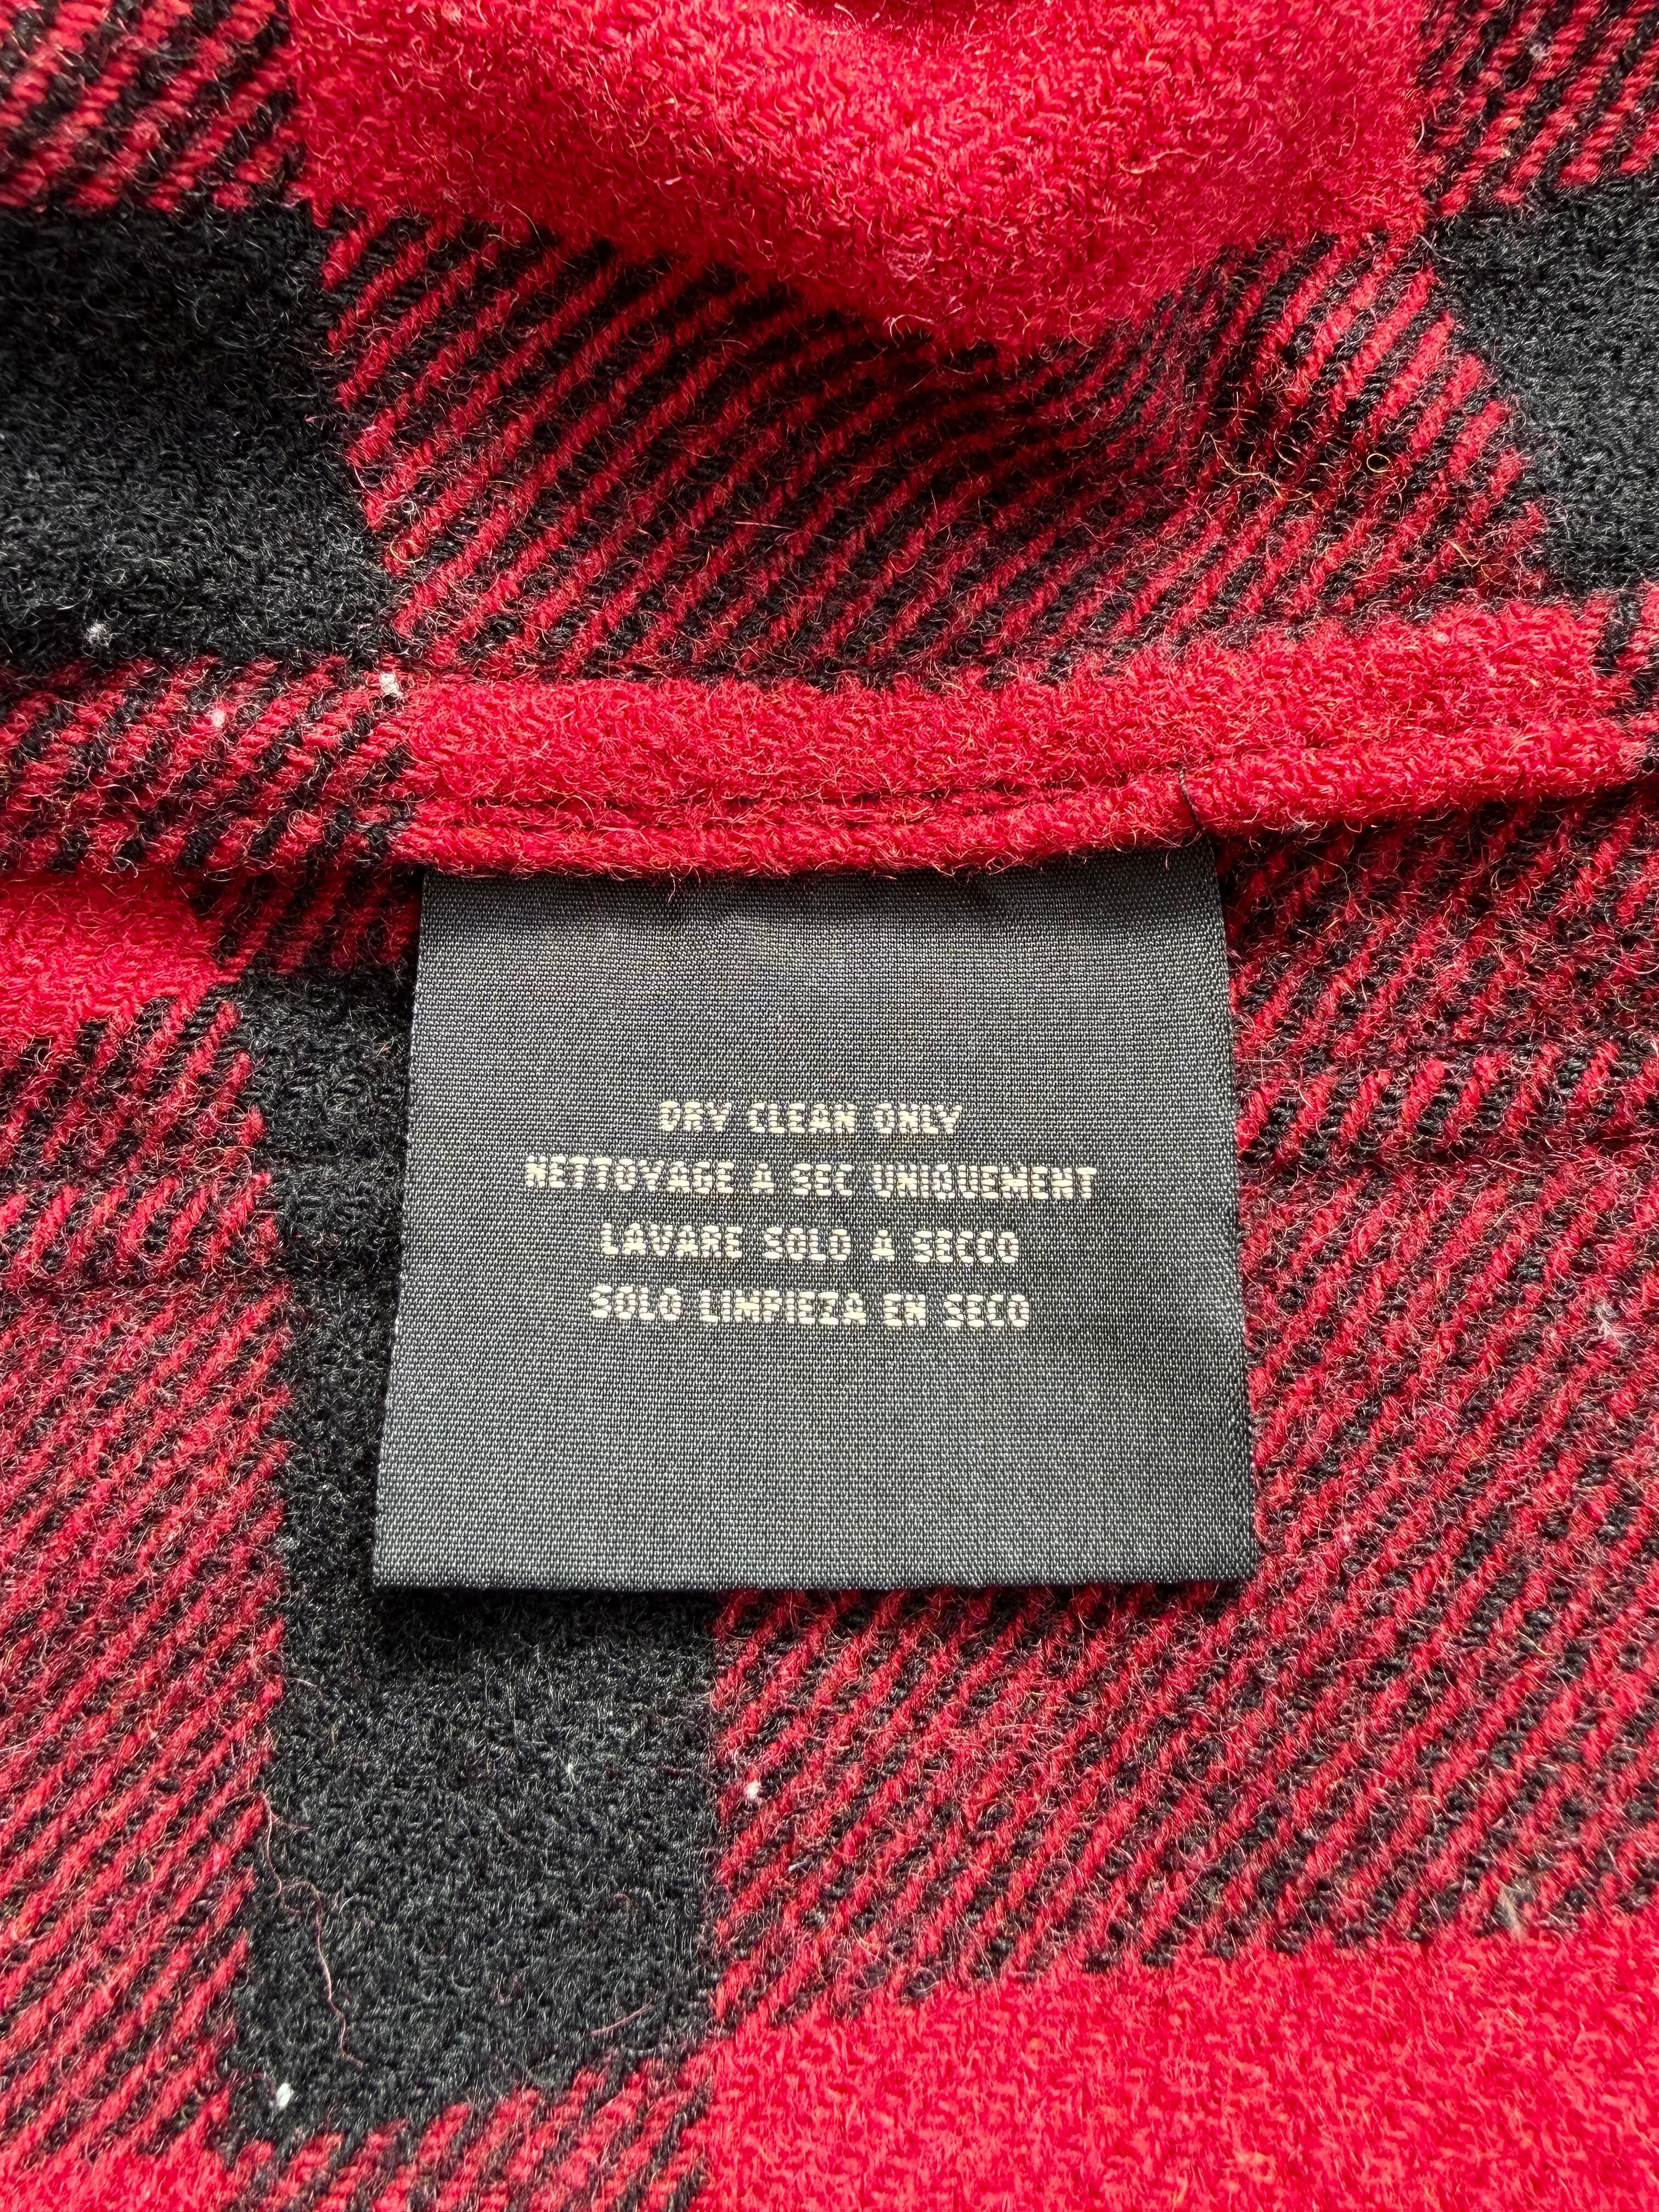 DRY CLEAN ONLY
NETTOYAGE A SEC UNIQUEMENT
LAVARE SOLO A SECCO
SOLO LIMPIEZA EN SECO